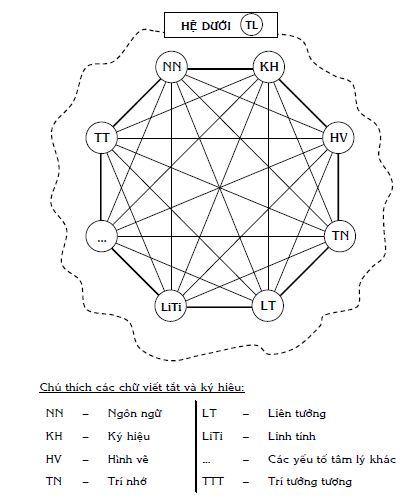 HỆ DƯỚI TL
NN KH
TT HV
... TN
LiTi LT
Chú thích các chữ viết tắt và ký hiệu:
NN – Ngôn ngữ LT – Liên tưởng
KH – Ký hiệu LiTi – Linh tính
HV – Hình vẽ ... – Các yếu tố tâm lý khác
TN – Trí nhớ TTT – Trí tưởng tượng